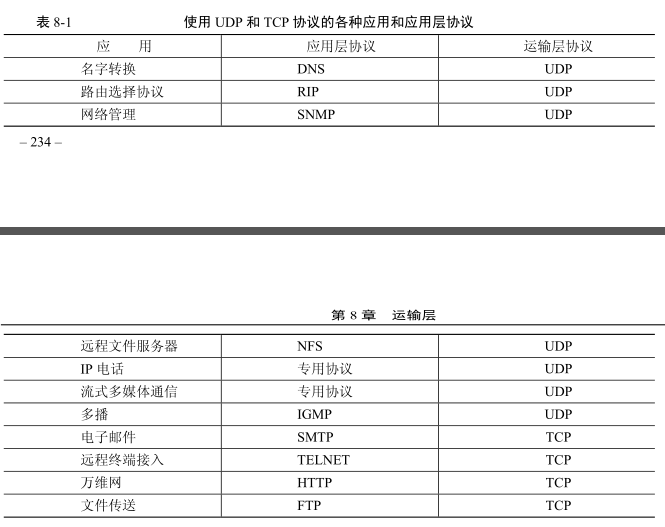 表 8-1 使用 UDP 和 TCP 协议的各种应用和应用层协议
应 用 应用层协议 运输层协议
名字转换 DNS UDP
路由选择协议 RIP UDP
网络管理 SNMP UDP
– 234 –
第 8 章 运输层
远程文件服务器 NFS UDP
IP 电话 专用协议 UDP
流式多媒体通信 专用协议 UDP
多播 IGMP UDP
电子邮件 SMTP TCP
远程终端接入 TELNET TCP
万维网 HTTP TCP
文件传送 FTP TCP